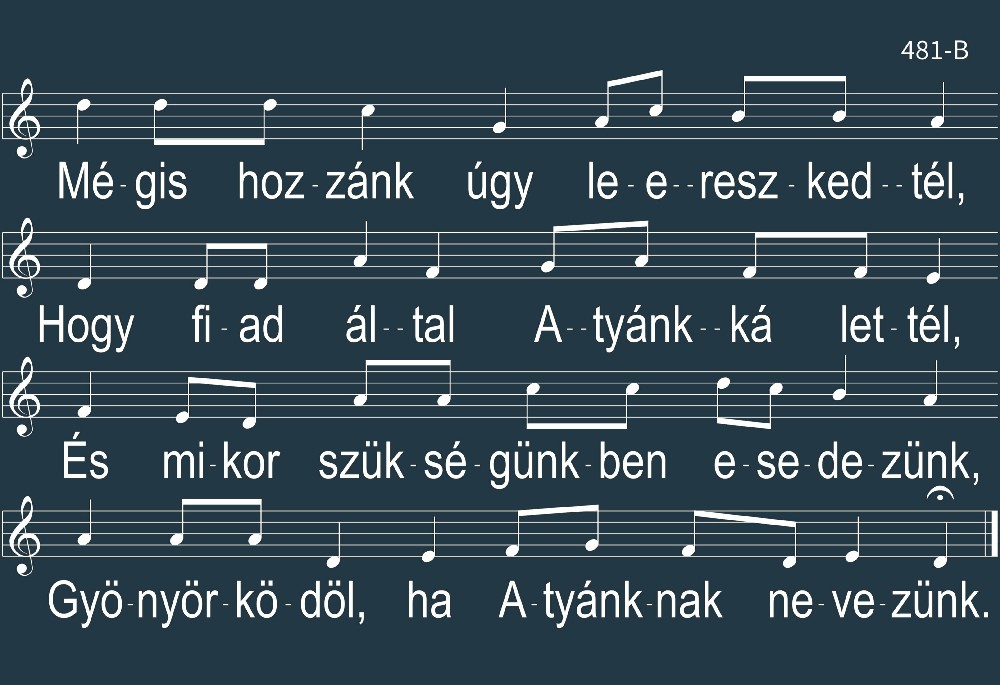 481-B
Mé-gis hoz-zánk úgy le-e--resz-ked--tél,
Hogy fi-ad ál--tal A--tyánk--ká let-tél,
És mi-kor szük-sé-günk-ben e-se-de-zünk,
Gyö-nyör-kö-döl, ha A-tyánk-nak ne-ve-zünk.